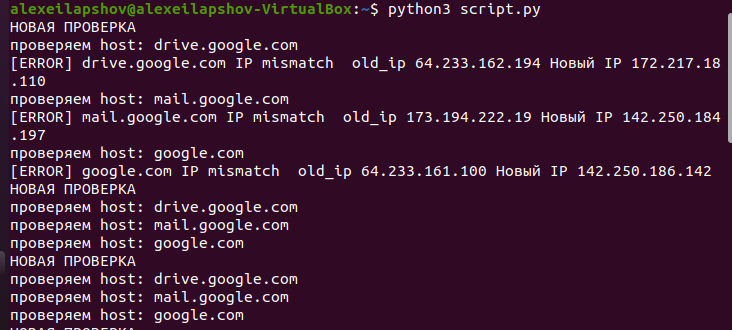 alexeilapshov@alexeilapshov-VirtualBox:~$ python3 script.py
НОВАЯ ПРОВЕРКА
проверяем host: drive.google.com
[ERROR] drive.google.com IP mismatch  old_ip 64.233.162.194 Новый IP 172.217.18
.110
проверяем host: mail.google.com
[ERROR] mail.google.com IP mismatch  old_ip 173.194.222.19 Новый IP 142.250.184
.197
проверяем host: google.com
[ERROR] google.com IP mismatch  old_ip 64.233.161.100 Новый IP 142.250.186.142
НОВАЯ ПРОВЕРКА
проверяем host: drive.google.com
проверяем host: mail.google.com
проверяем host: google.com
НОВАЯ ПРОВЕРКА
проверяем host: drive.google.com
проверяем host: mail.google.com
проверяем host: google.com
НОВАЯ ПРОВЕРКА